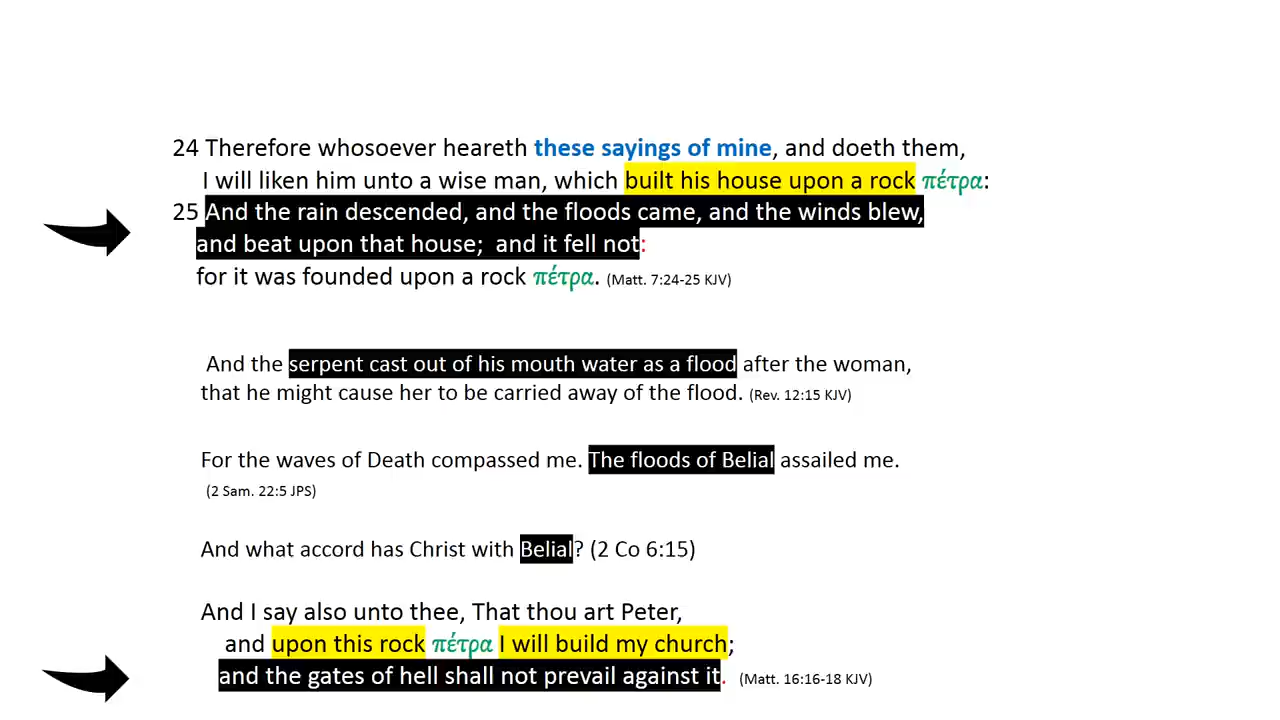 24 Therefore whosoever heareth these sayings of mine, and doeth them,
I will liken him unto a wise man, which built his house upon a rock πέτρα:
25 And the rain descended, and the floods came, and the winds blew,
and beat upon that house; and it fell not:
for it was founded upon a rock πέτρα. (Matt. 7:24-25 KJV)
And the serpent cast out of his mouth water as a flood after the woman,
that he might cause her to be carried away of the flood. (Rev. 12:15 KJV)
For the waves of Death compassed me. The floods of Belial assailed me.
(2 Sam. 22:5 JPS)
And what accord has Christ with Belial? (2 Co 6:15)
And I say also unto thee, That thou art Peter,
and upon this rock πέτρα I will build my church;
and the gates of hell shall not prevail against it. (Matt. 16:16-18 KJV)